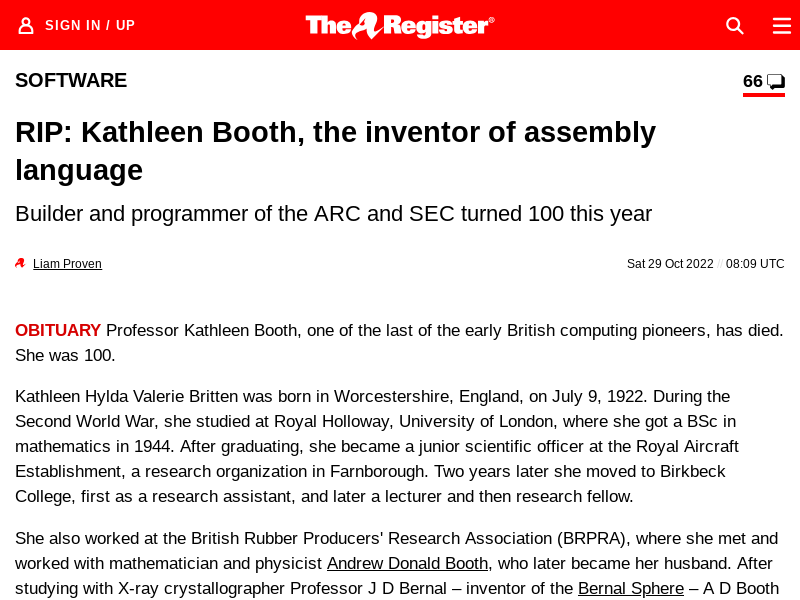 SIGN IN / UP
The Register®
SOFTWARE
66
RIP: Kathleen Booth, the inventor of assembly
language
Builder and programmer of the ARC and SEC turned 100 this year
Liam Proven
Sat 29 Oct 2022 // 08:09 UTC
OBITUARY Professor Kathleen Booth, one of the last of the early British computing pioneers, has died.
She was 100.
Kathleen Hylda Valerie Britten was born in Worcestershire, England, on July 9, 1922. During the
Second World War, she studied at Royal Holloway, University of London, where she got a BSc in
mathematics in 1944. After graduating, she became a junior scientific officer at the Royal Aircraft
Establishment, a research organization in Farnborough. Two years later she moved to Birkbeck
College, first as a research assistant, and later a lecturer and then research fellow.
She also worked at the British Rubber Producers' Research Association (BRPRA), where she met and
worked with mathematician and physicist Andrew Donald Booth, who later became her husband. After
studying with X-ray crystallographer Professor J D Bernal – inventor of the Bernal Sphere – A D Booth